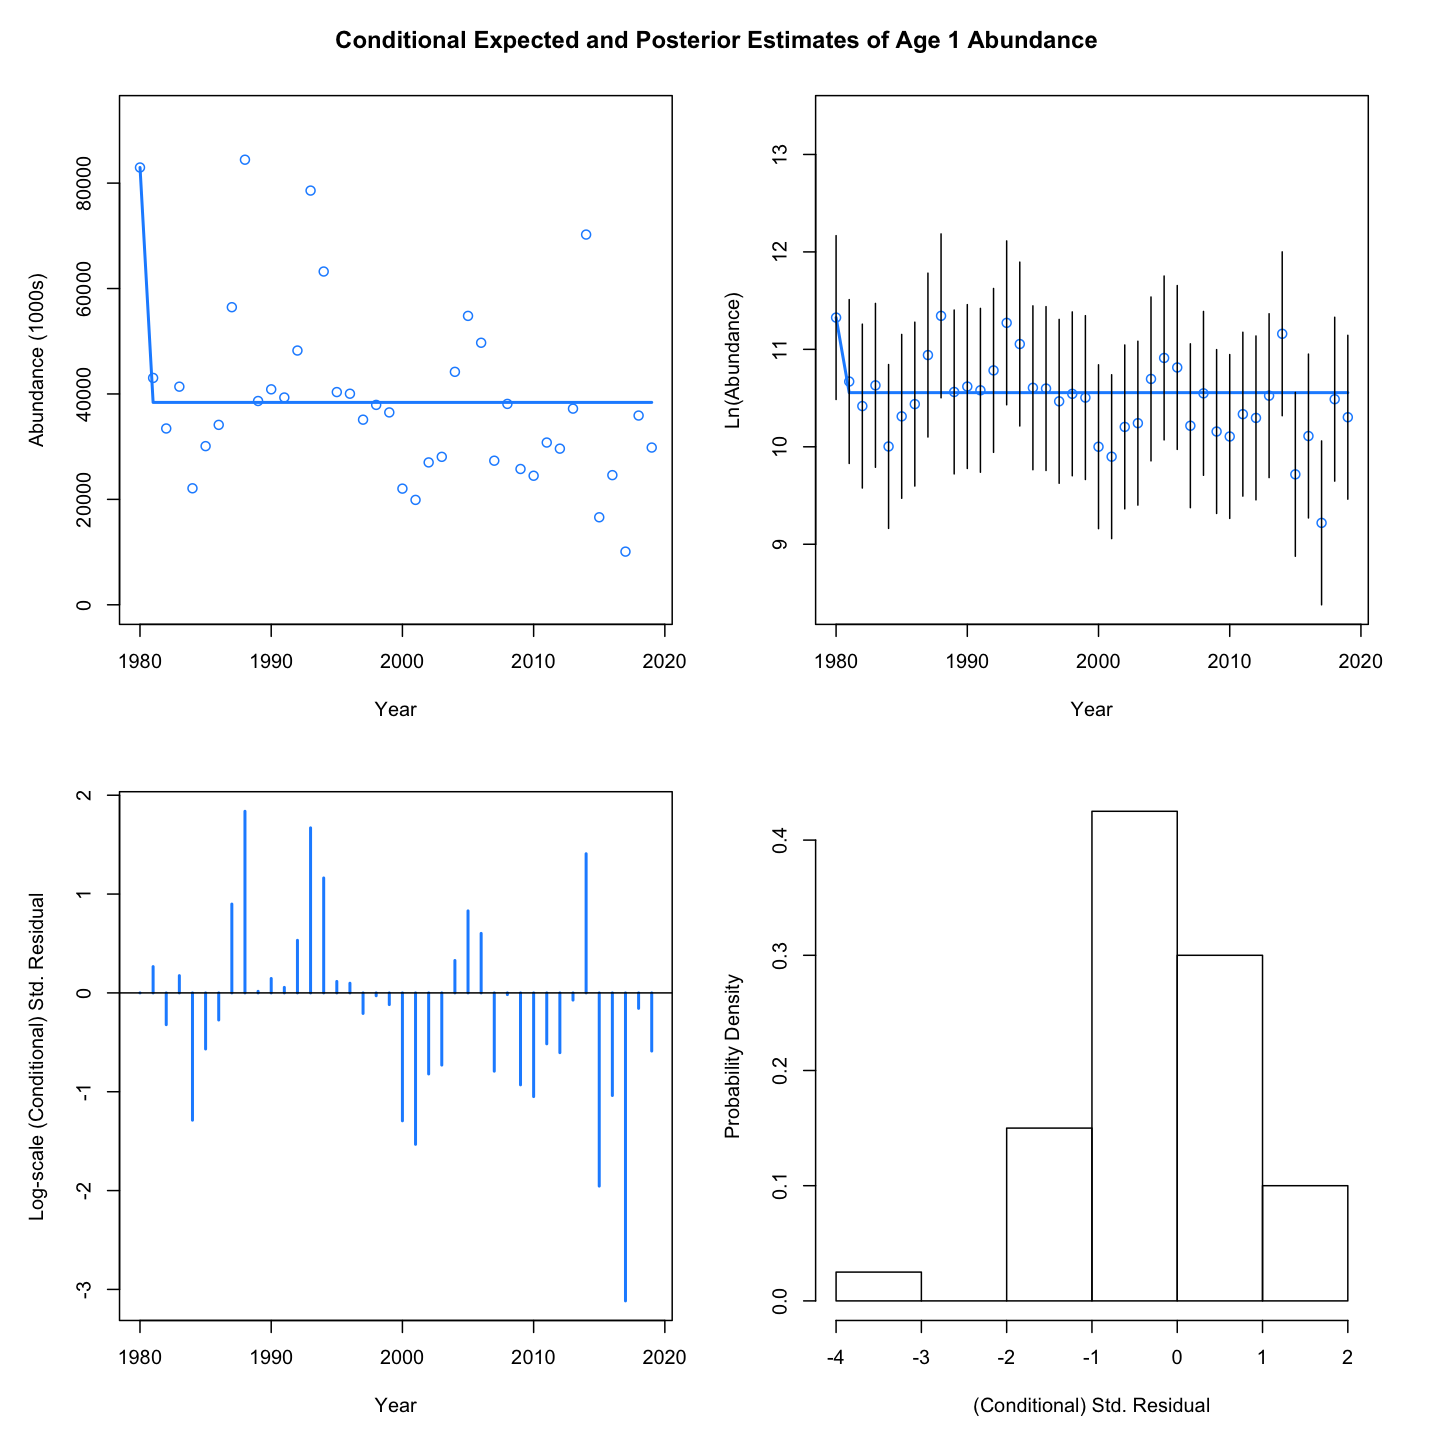 Conditional Expected and Posterior Estimates of Age 1 Abundance
Abundance (1000s)
80000
60000
40000
20000
0
1980 1990 2000 2010 2020
Year
Ln(Abundance)
13
12
11
10
9
1980 1990 2000 2010 2020
Year
Log-scale (Conditional) Std. Residual
2
1
0
-1
-2
-3
1980 1990 2000 2010 2020
Year
Probability Density
0.4
0.3
0.2
0.1
0.0
-4 -3 -2 -1 0 1 2
(Conditional) Std. Residual